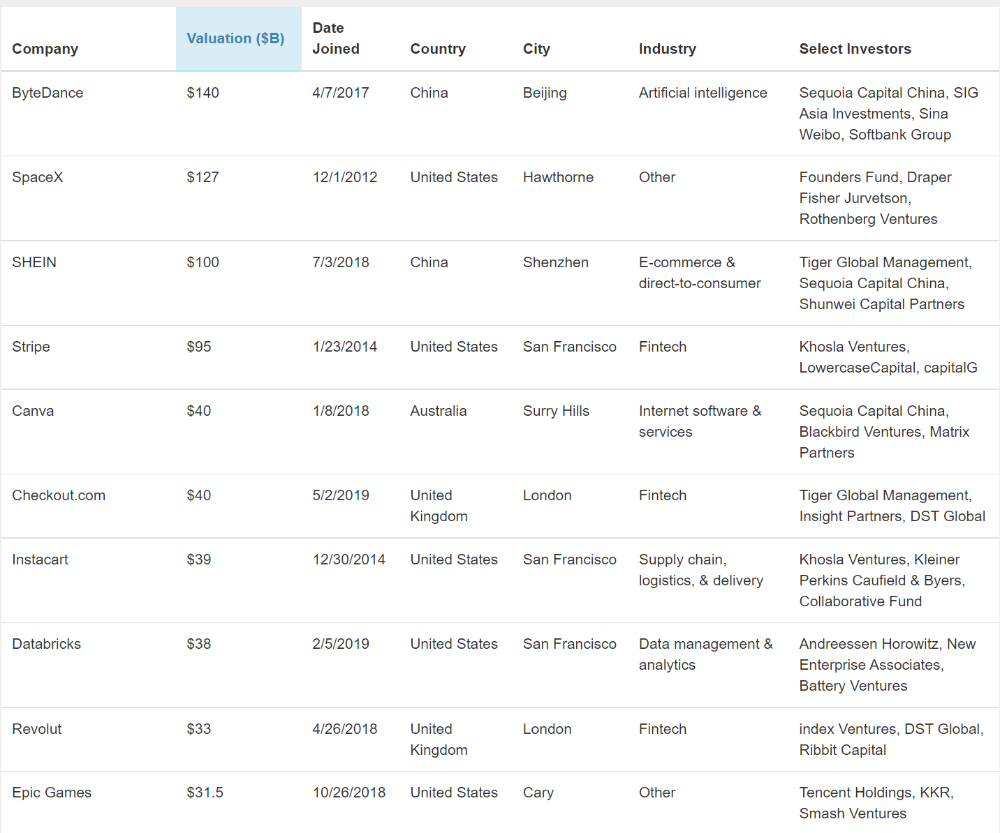 Company Valuation ($B) Date Joined Country City Industry Select Investors
ByteDance $140 4/7/2017 China Beijing Artificial intelligence Sequoia Capital China, SIG
Asia Investments, Sina
Weibo, Softbank Group
SpaceX $127 12/1/2012 United States Hawthorne Other Founders Fund, Draper
Fisher Jurvetson,
Rothenberg Ventures
SHEIN $100 7/3/2018 China Shenzhen E-commerce & Tiger Global Management,
direct-to-consumer Sequoia Capital China,
Shunwei Capital Partners
Stripe $95 1/23/2014 United States San Francisco Fintech Khosla Ventures,
LowercaseCapital, capitalG
Canva $40 1/8/2018 Australia Surry Hills Internet software & Sequoia Capital China,
services Blackbird Ventures, Matrix
Partners
Checkout.com $40 5/2/2019 United London Fintech Tiger Global Management,
Kingdom Insight Partners, DST Global
Instacart $39 12/30/2014 United States San Francisco Supply chain, Khosla Ventures, Kleiner
logistics, & delivery Perkins Caufield & Byers,
Collaborative Fund
Databricks $38 2/5/2019 United States San Francisco Data management & Andreessen Horowitz, New
analytics Enterprise Associates,
Battery Ventures
Revolut $33 4/26/2018 United London Fintech index Ventures, DST Global,
Kingdom Ribbit Capital
Epic Games $31.5 10/26/2018 United States Cary Other Tencent Holdings, KKR,
Smash Ventures